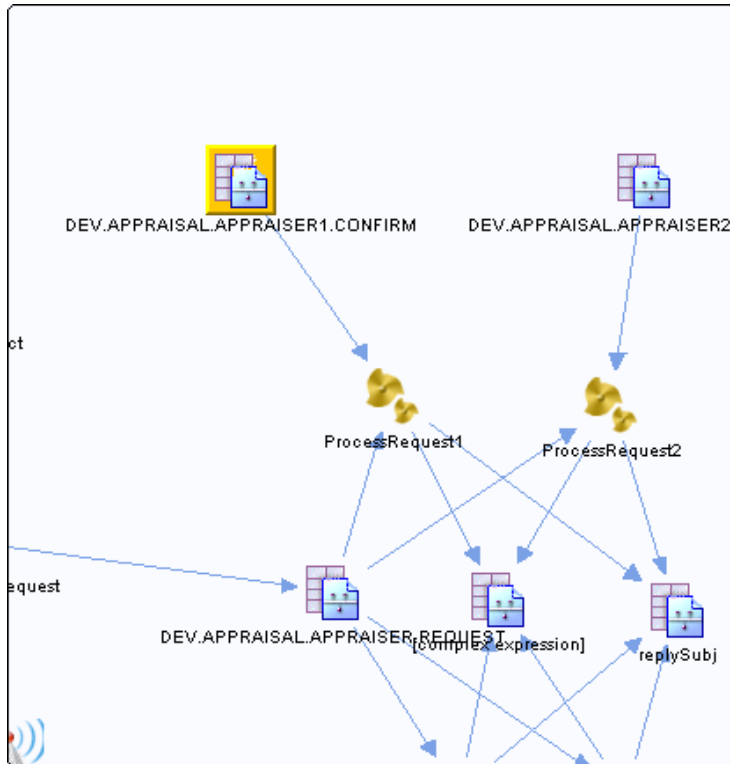 DEV.APPRAISAL.APPRAISER1.CONFIRM
DEV.APPRAISAL.APPRAISER2
ct
ProcessRequest1
ProcessRequest2
equest
DEV.APPRAISAL.APPRAISER.REQUEST
[complex expression]
replySubj